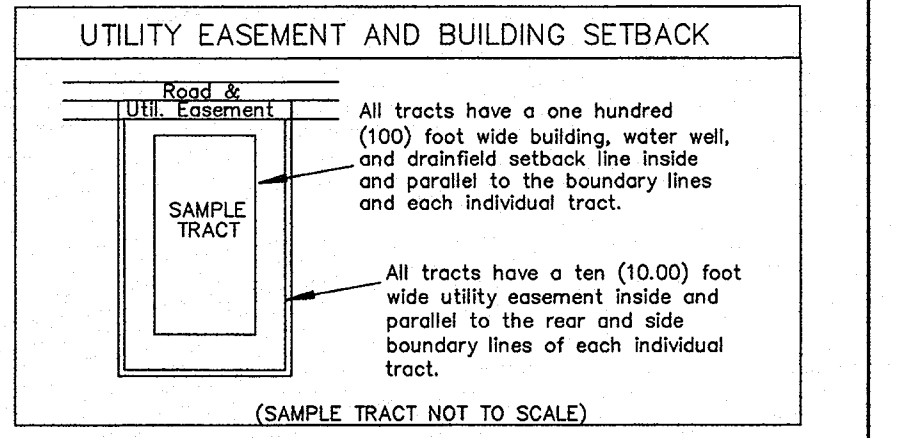 UTILITY EASEMENT AND BUILDING SETBACK
Road &
Util. Easement
All tracts have a one hundred
(100) foot wide building, water well,
and drainfield setback line inside
and parallel to the boundary lines
and each individual tract.
SAMPLE
TRACT
All tracts have a ten (10.00) foot
wide utility easement inside and
parallel to the rear and side
boundary lines of each individual
tract.
(SAMPLE TRACT NOT TO SCALE)